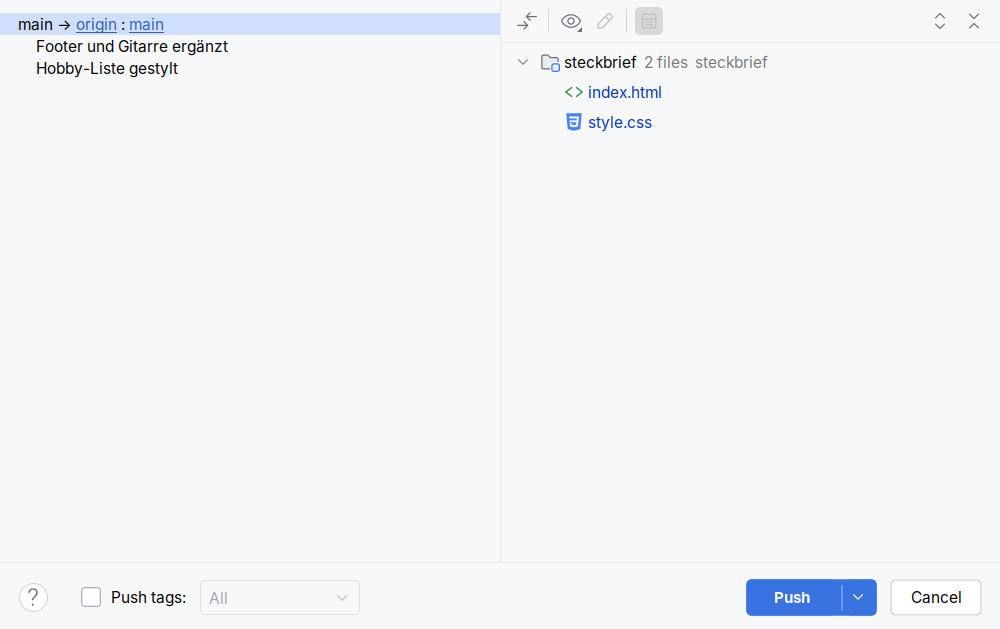 main → origin : main
Footer und Gitarre ergänzt
Hobby-Liste gestylt
steckbrief 2 files steckbrief
index.html
style.css
? Push tags: All Push Cancel